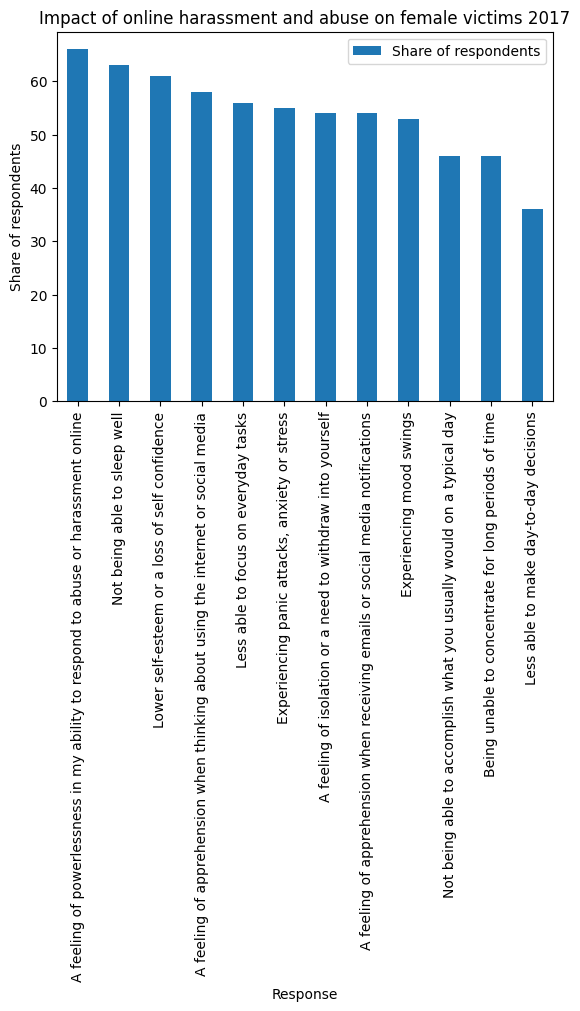 Impact of online harassment and abuse on female victims 2017
Share of respondents
Share of respondents
60
50
40
30
20
10
0
A feeling of powerlessness in my ability to respond to abuse or harassment online
Not being able to sleep well
Lower self-esteem or a loss of self confidence
A feeling of apprehension when thinking about using the internet or social media
Less able to focus on everyday tasks
Experiencing panic attacks, anxiety or stress
A feeling of isolation or a need to withdraw into yourself
A feeling of apprehension when receiving emails or social media notifications
Experiencing mood swings
Not being able to accomplish what you usually would on a typical day
Being unable to concentrate for long periods of time
Less able to make day-to-day decisions
Response